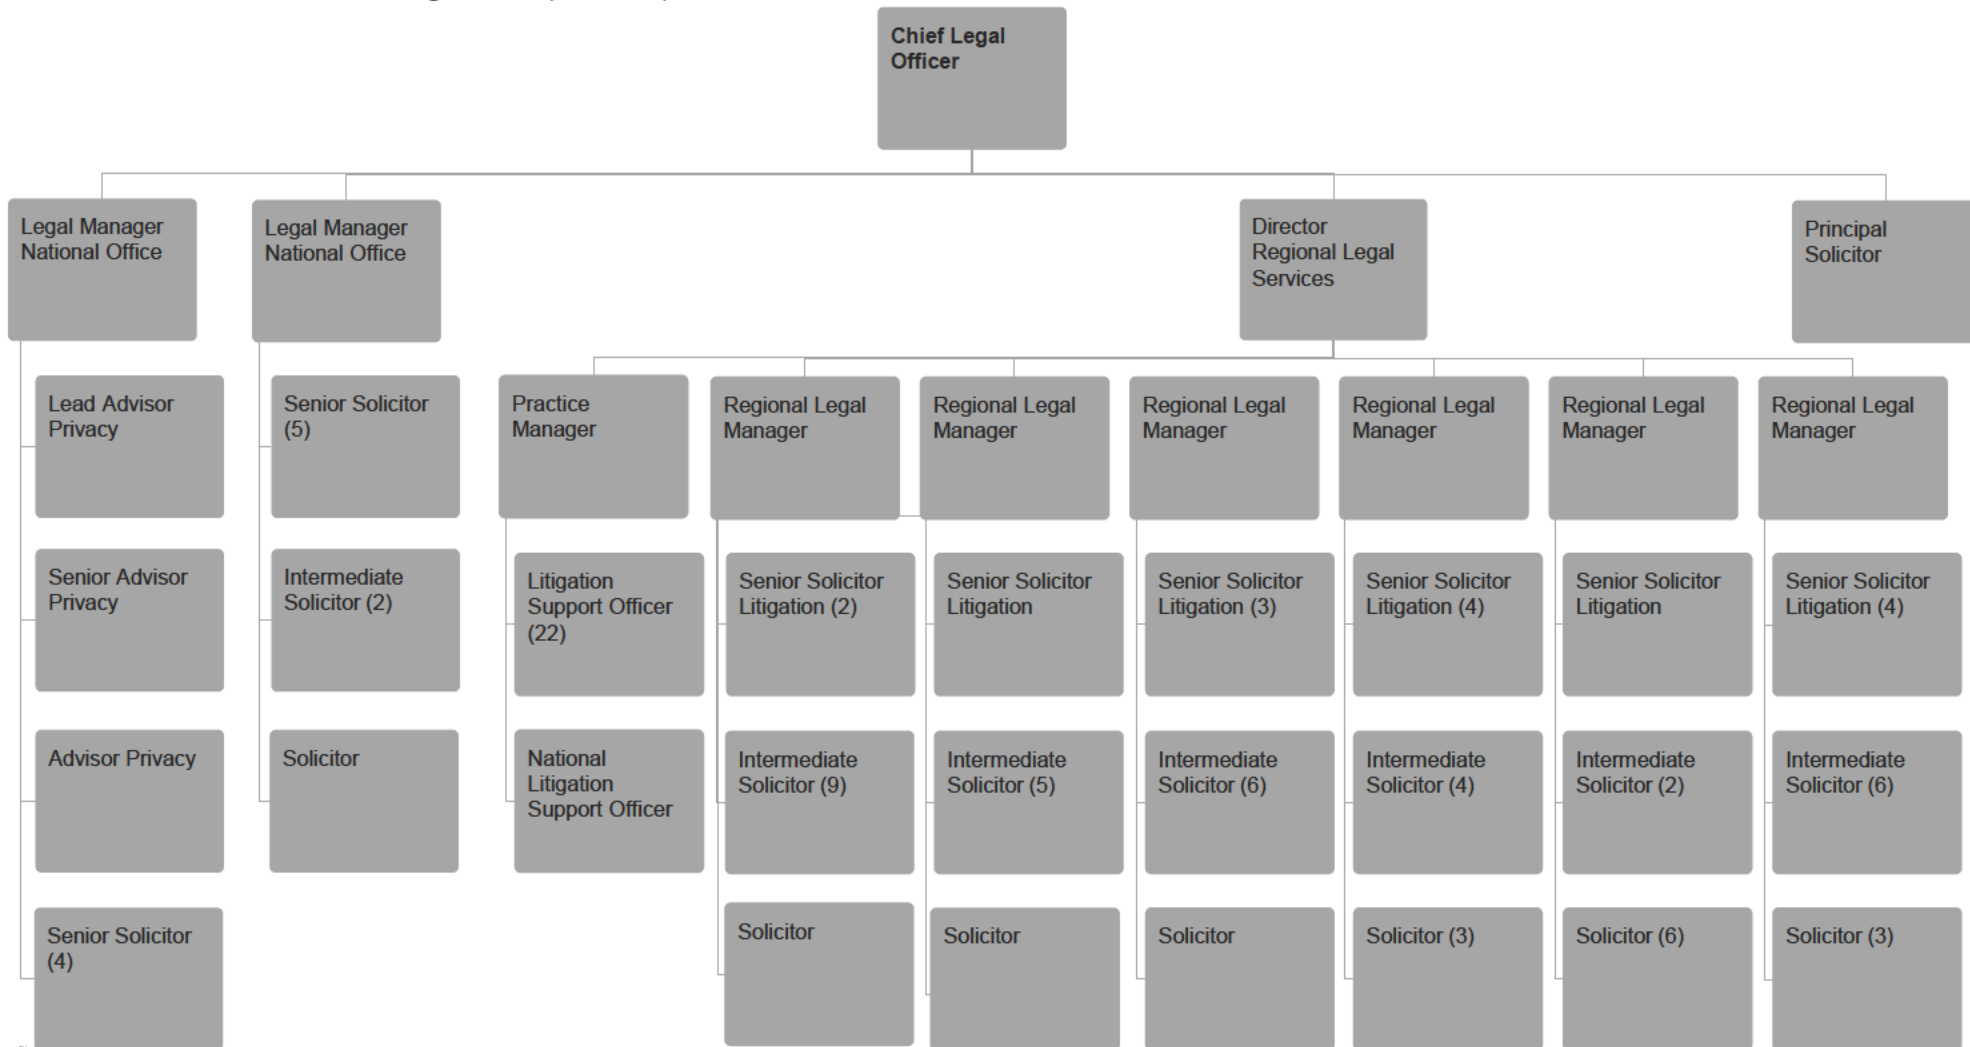 Chief Legal
Officer
Legal Manager
National Office
Legal Manager
National Office
Director
Regional Legal
Services
Principal
Solicitor
Lead Advisor
Privacy
Senior Solicitor
(5)
Practice
Manager
Regional Legal
Manager
Regional Legal
Manager
Regional Legal
Manager
Regional Legal
Manager
Regional Legal
Manager
Regional Legal
Manager
Senior Advisor
Privacy
Intermediate
Solicitor (2)
Litigation
Support Officer
(22)
Senior Solicitor
Litigation (2)
Senior Solicitor
Litigation
Senior Solicitor
Litigation (3)
Senior Solicitor
Litigation (4)
Senior Solicitor
Litigation
Senior Solicitor
Litigation (4)
Advisor Privacy
Solicitor
National
Litigation
Support Officer
Intermediate
Solicitor (9)
Intermediate
Solicitor (5)
Intermediate
Solicitor (6)
Intermediate
Solicitor (4)
Intermediate
Solicitor (2)
Intermediate
Solicitor (6)
Senior Solicitor
(4)
Solicitor
Solicitor
Solicitor
Solicitor (3)
Solicitor (6)
Solicitor (3)